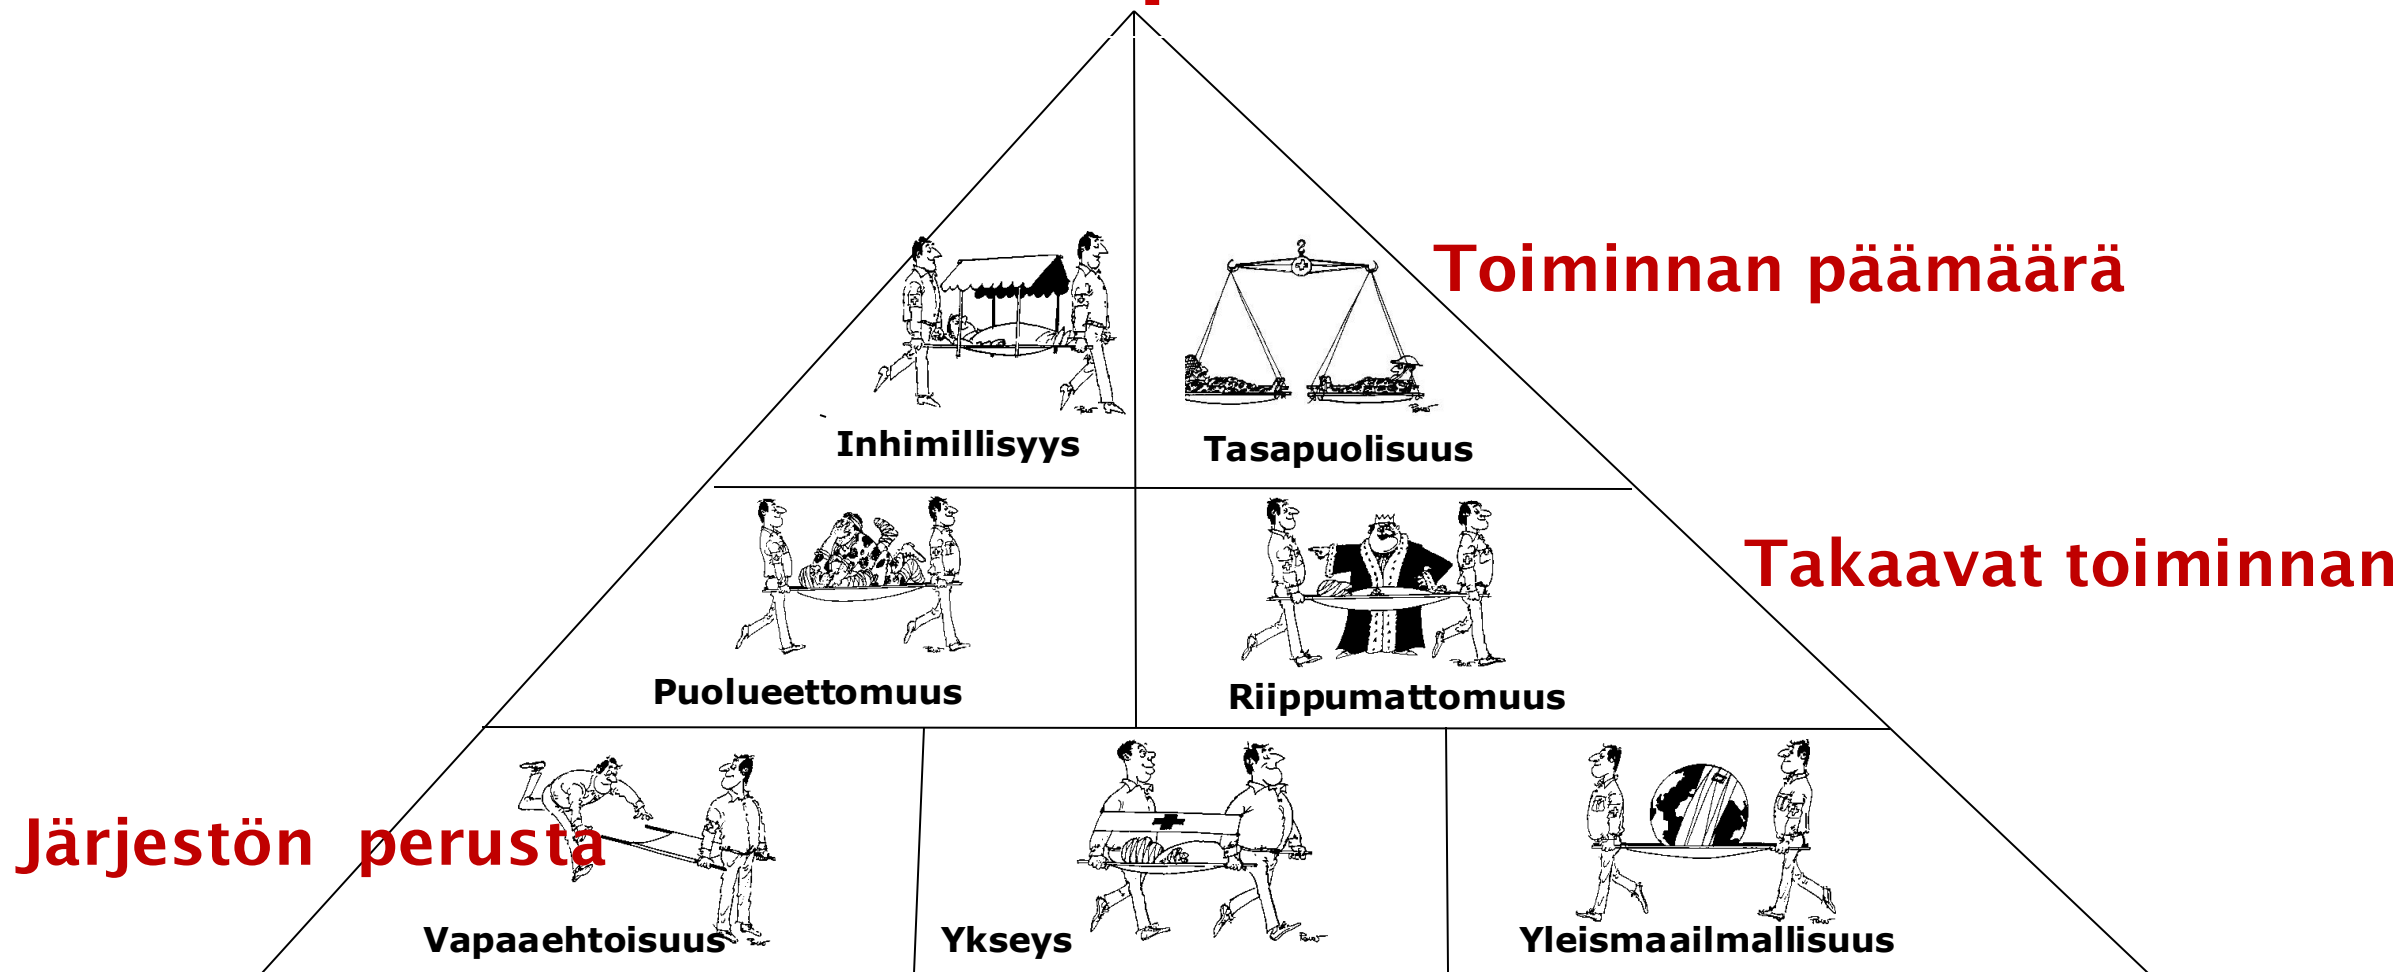 Toiminnan päämäärä
Inhimillisyys
Tasapuolisuus
Takaavat toiminnan
Puolueettomuus
Riippumattomuus
Järjestön perusta
Vapaaehtoisuus
Ykseys
Yleismaailmallisuus